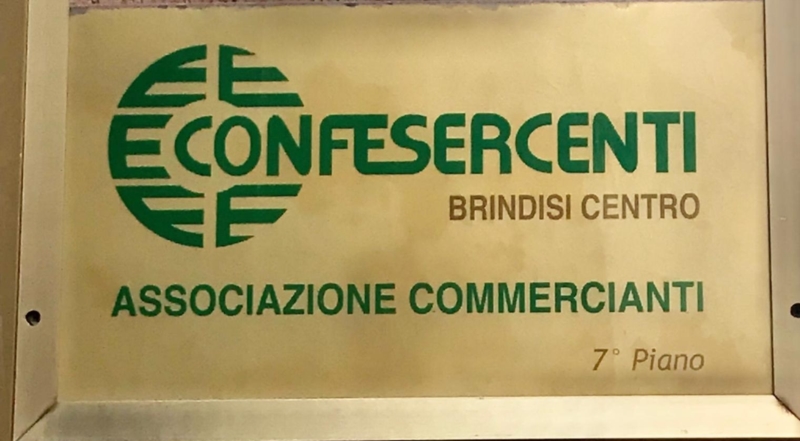 CONFESERCENTI
BRINDISI CENTRO
ASSOCIAZIONE COMMERCIANTI
7° Piano